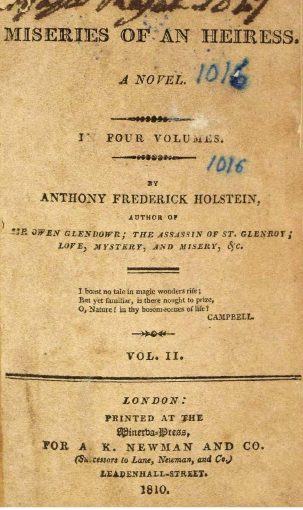 MISERIES OF AN HEIRESS.
A NOVEL.
1016
IN FOUR VOLUMES.
1016
BY
ANTHONY FREDERICK HOLSTEIN,
AUTHOR OF
SIR OWEN GLENDOWR; THE ASSASSIN OF ST. GLENROY;
LOVE, MYSTERY, AND MISERY, &C.
I boast no tale in magic wonders rife;
But yet familiar, is there nought to prize,
O, Nature! in thy bosom-scenes of life?
CAMPBELL.
VOL. II.
LONDON:
PRINTED AT THE
Minerva-Press,
FOR A. K. NEWMAN AND CO.
(Successors to Lane, Newman, and Co.)
LEADENHALL-STREET.
1810.